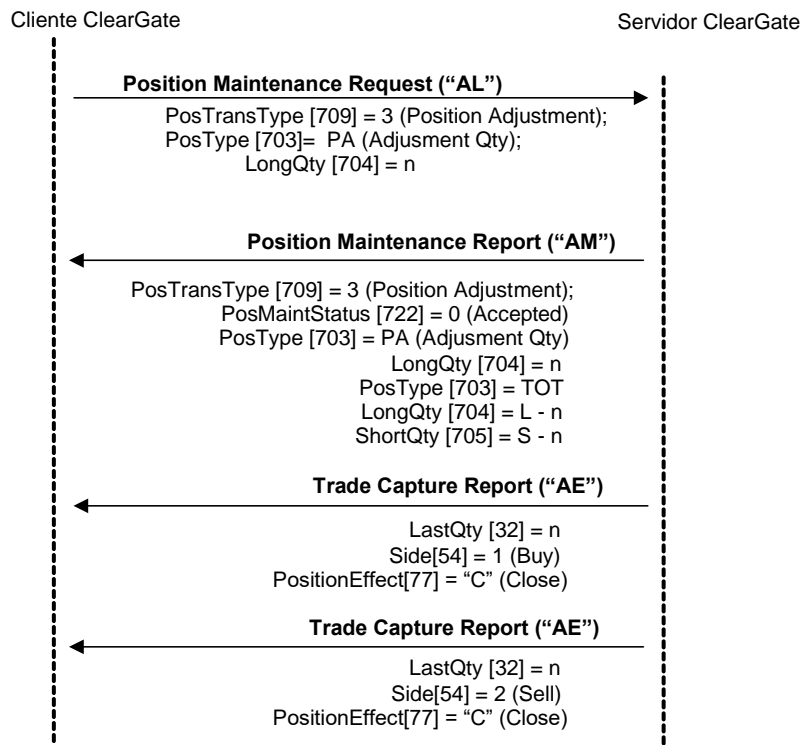 Cliente ClearGate
Servidor ClearGate
Position Maintenance Request (“AL”)
PosTransType [709] = 3 (Position Adjustment);
PosType [703]= PA (Adjusment Qty);
LongQty [704] = n
Position Maintenance Report (“AM”)
PosTransType [709] = 3 (Position Adjustment);
PosMaintStatus [722] = 0 (Accepted)
PosType [703] = PA (Adjusment Qty)
LongQty [704] = n
PosType [703] = TOT
LongQty [704] = L - n
ShortQty [705] = S - n
Trade Capture Report (“AE”)
LastQty [32] = n
Side[54] = 1 (Buy)
PositionEffect[77] = “C” (Close)
Trade Capture Report (“AE”)
LastQty [32] = n
Side[54] = 2 (Sell)
PositionEffect[77] = “C” (Close)